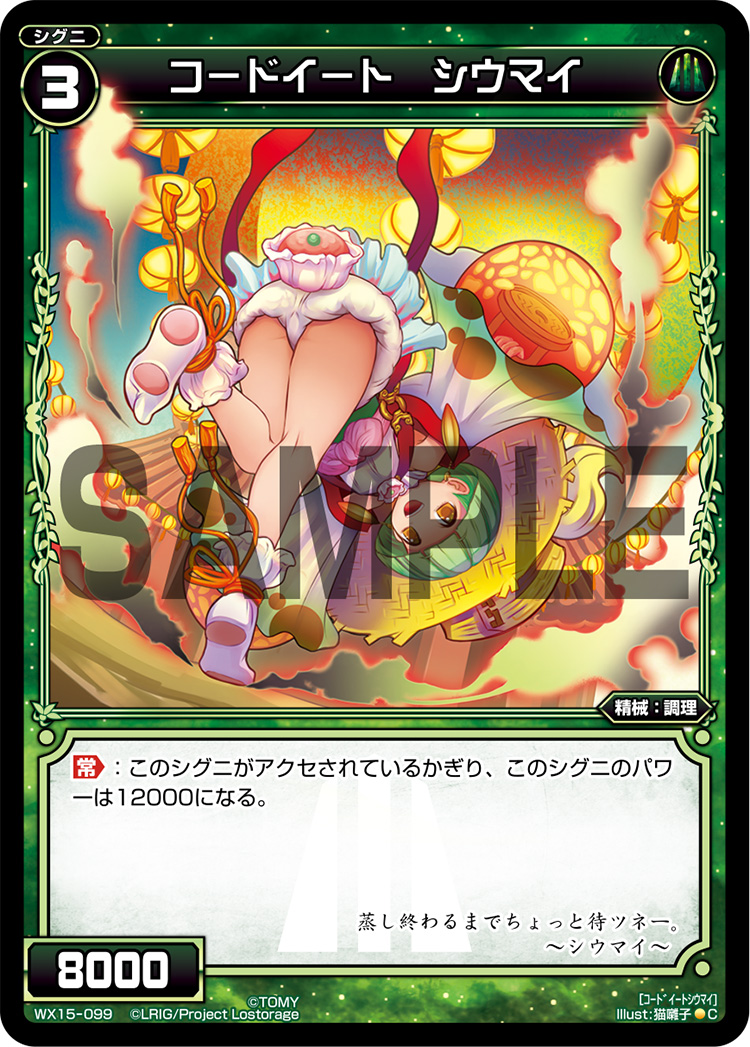 シグニ
3
コードイート　シウマイ
SAMPLE
精械：調理
常：このシグニがアクセされているかぎり、このシグニのパワ
ーは12000になる。
蒸し終わるまでちょっと待ツネー。
～シウマイ～
8000
©TOMY
[コードイートシウマイ]
WX15-099 ©LRIG/Project Lostorage
Illust:猫囃子 C